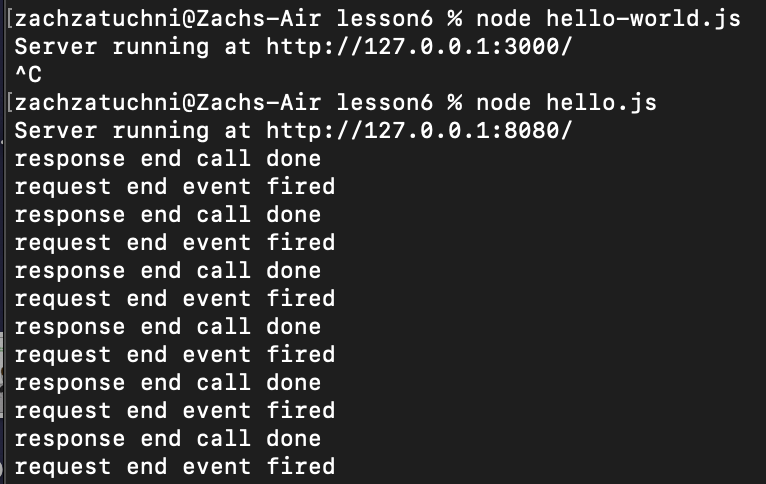 [zachzatuchni@Zachs-Air lesson6 % node hello-world.js
Server running at http://127.0.0.1:3000/
^C
[zachzatuchni@Zachs-Air lesson6 % node hello.js
Server running at http://127.0.0.1:8080/
response end call done
request end event fired
response end call done
request end event fired
response end call done
request end event fired
response end call done
request end event fired
response end call done
request end event fired
response end call done
request end event fired